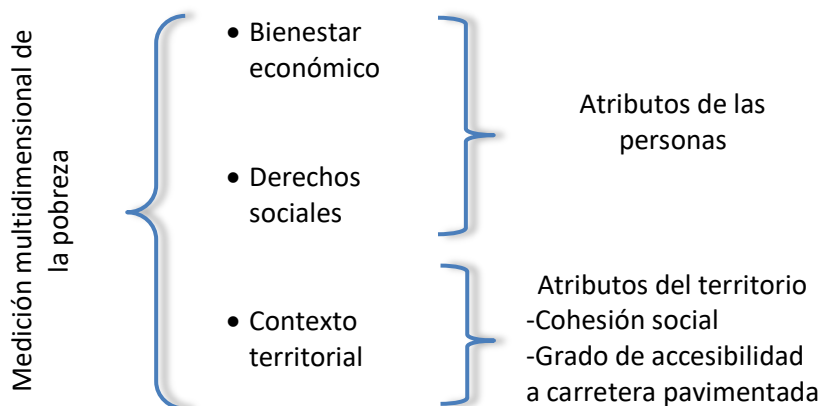 Medición multidimensional de
la pobreza
• Bienestar
económico
• Derechos
sociales
• Contexto
territorial
Atributos de las
personas
Atributos del territorio
-Cohesión social
-Grado de accesibilidad
a carretera pavimentada